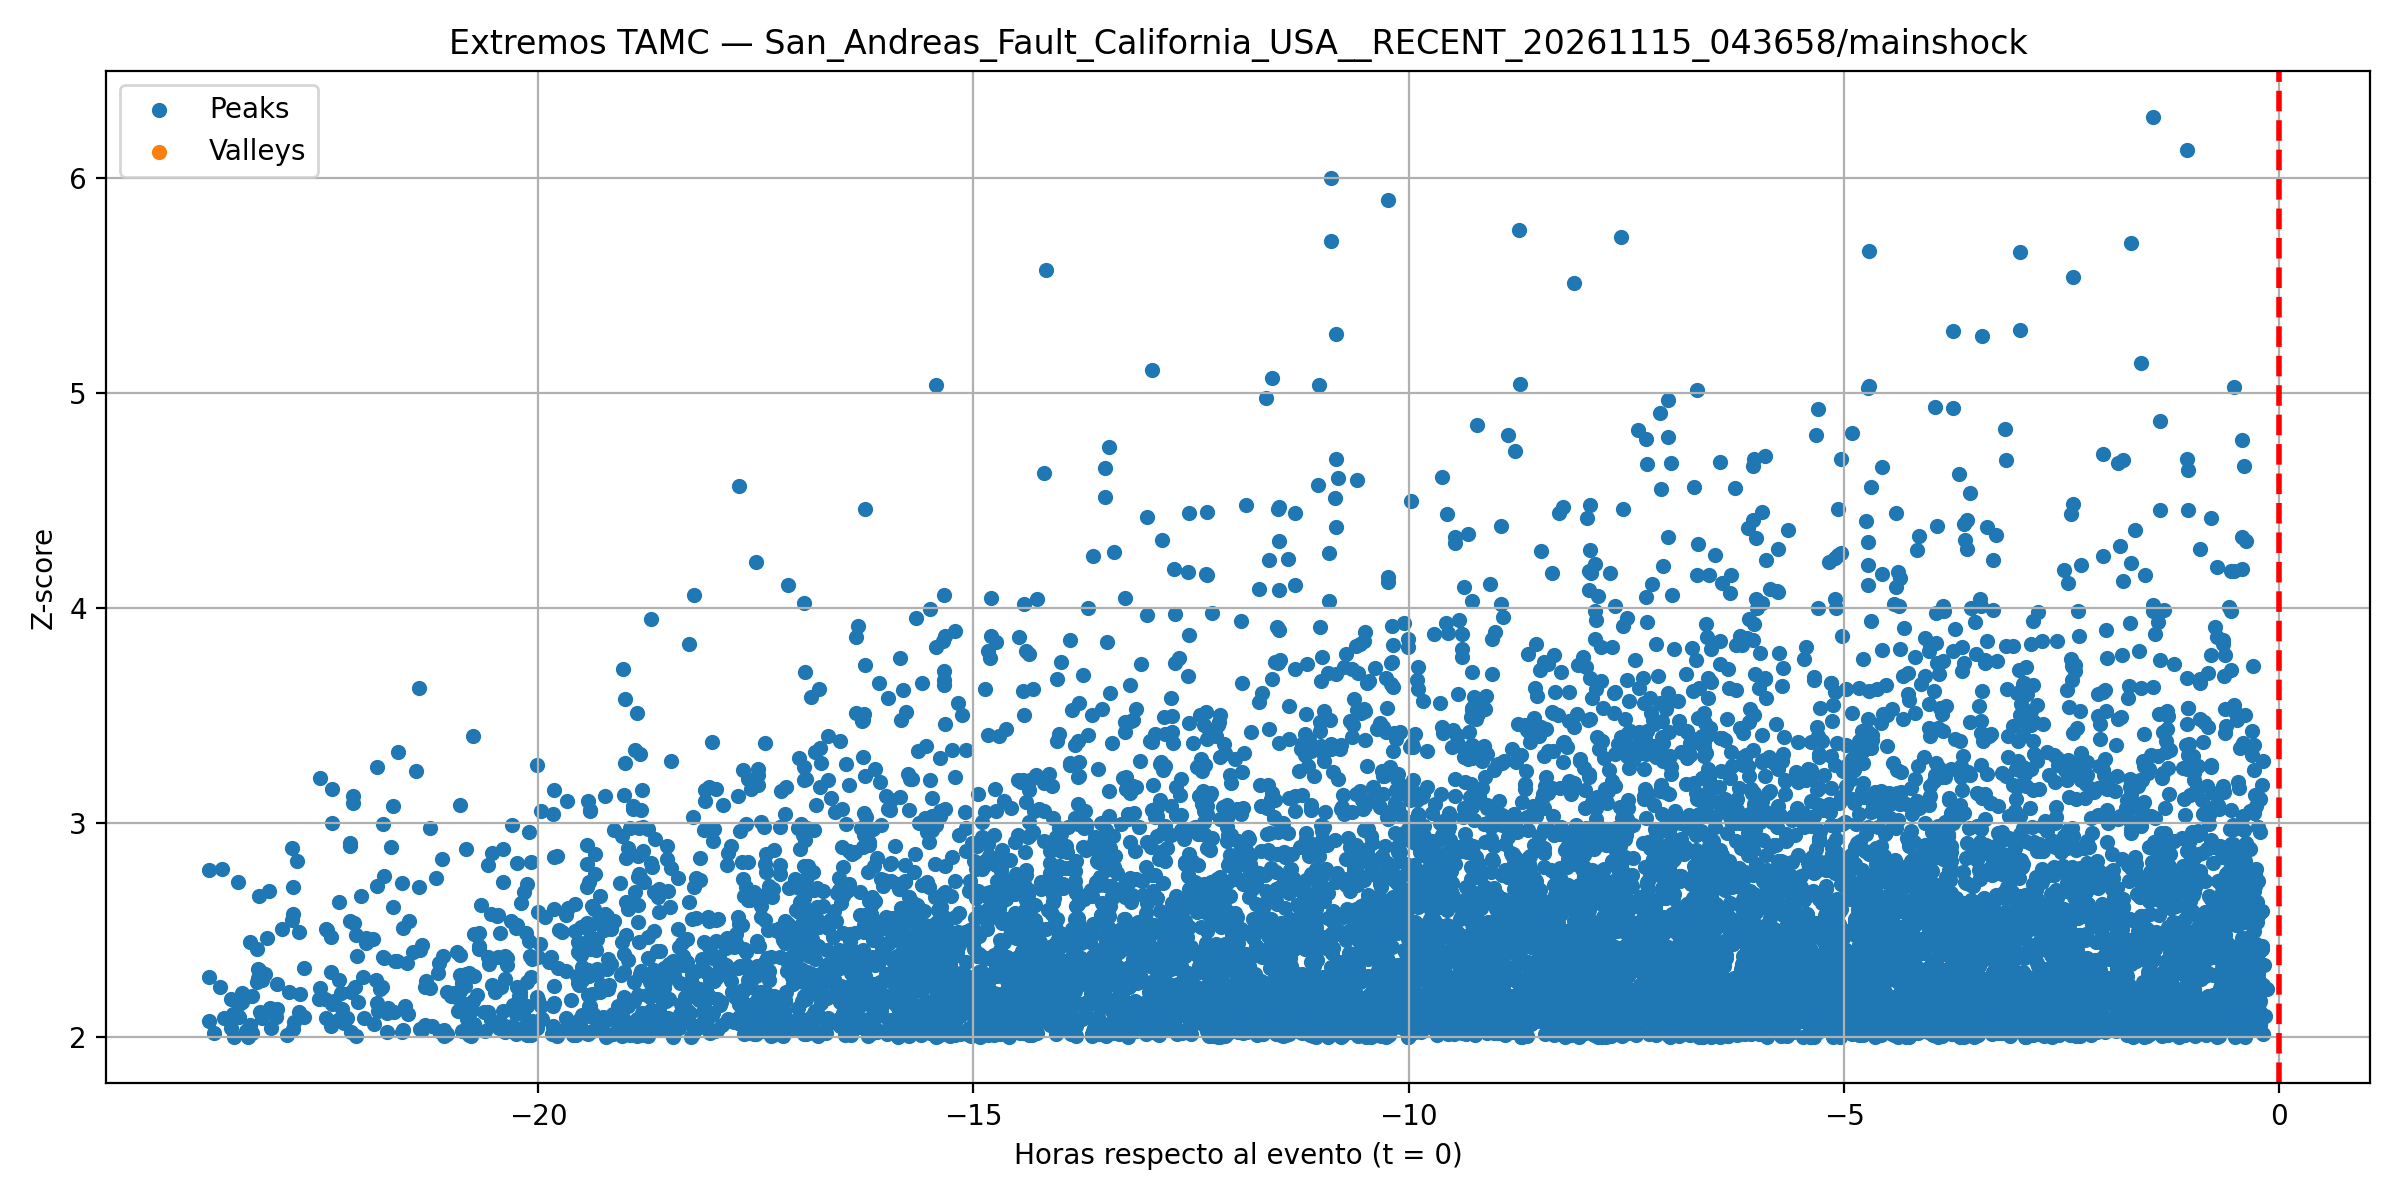 Extremos TAMC — San_Andreas_Fault_California_USA__RECENT_20261115_043658/mainshock
Peaks
Valleys
Z-score
6
5
4
3
2
−20
−15
−10
−5
0
Horas respecto al evento (t = 0)